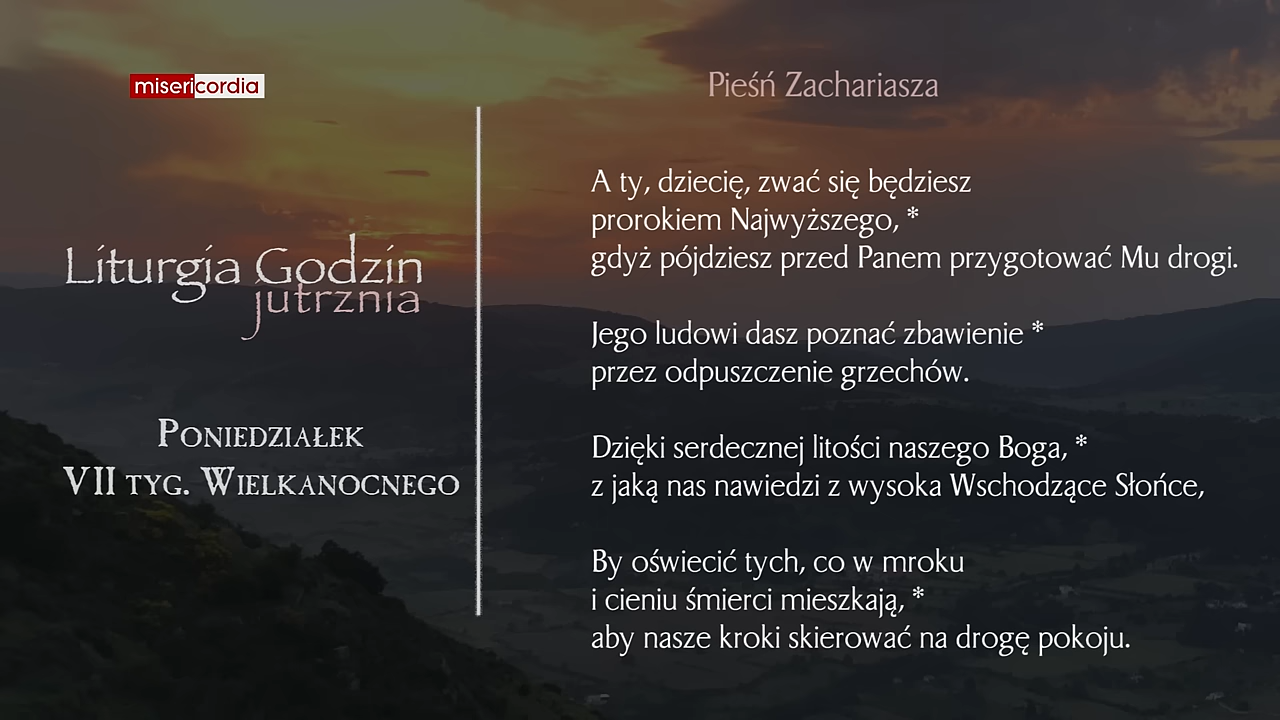 misericordia
Liturgia Godzin
jutrznia
Poniedziałek
VII tyg. Wielkanocnego
Pieśń Zachariasza
A ty, dziecię, zwać się będziesz
prorokiem Najwyższego, *
gdyż pójdziesz przed Panem przygotować Mu drogi.
Jego ludowi dasz poznać zbawienie *
przez odpuszczenie grzechów.
Dzięki serdecznej litości naszego Boga, *
z jaką nas nawiedzi z wysoka Wschodzące Słońce,
By oświecić tych, co w mroku
i cieniu śmierci mieszkają, *
aby nasze kroki skierować na drogę pokoju.